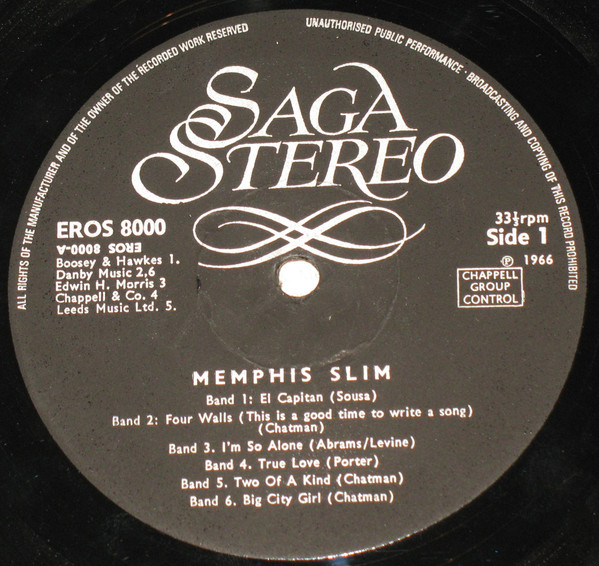 ALL RIGHTS OF THE MANUFACTURER AND OF THE OWNER OF THE RECORDED WORK RESERVED
UNAUTHORISED PUBLIC PERFORMANCE · BROADCASTING AND COPYING OF THIS RECORD PROHIBITED
SAGA
STEREO
EROS 8000
EROS 8000-A
Boosey & Hawkes 1.
Danby Music 2,6
Edwin H. Morris 3
Chappell & Co. 4
Leeds Music Ltd. 5.
33⅓rpm
Side 1
℗ 1966
CHAPPELL
GROUP
CONTROL
MEMPHIS SLIM
Band 1: El Capitan (Sousa)
Band 2: Four Walls (This is a good time to write a song)
(Chatman)
Band 3. I'm So Alone (Abrams/Levine)
Band 4. True Love (Porter)
Band 5. Two Of A Kind (Chatman)
Band 6. Big City Girl (Chatman)